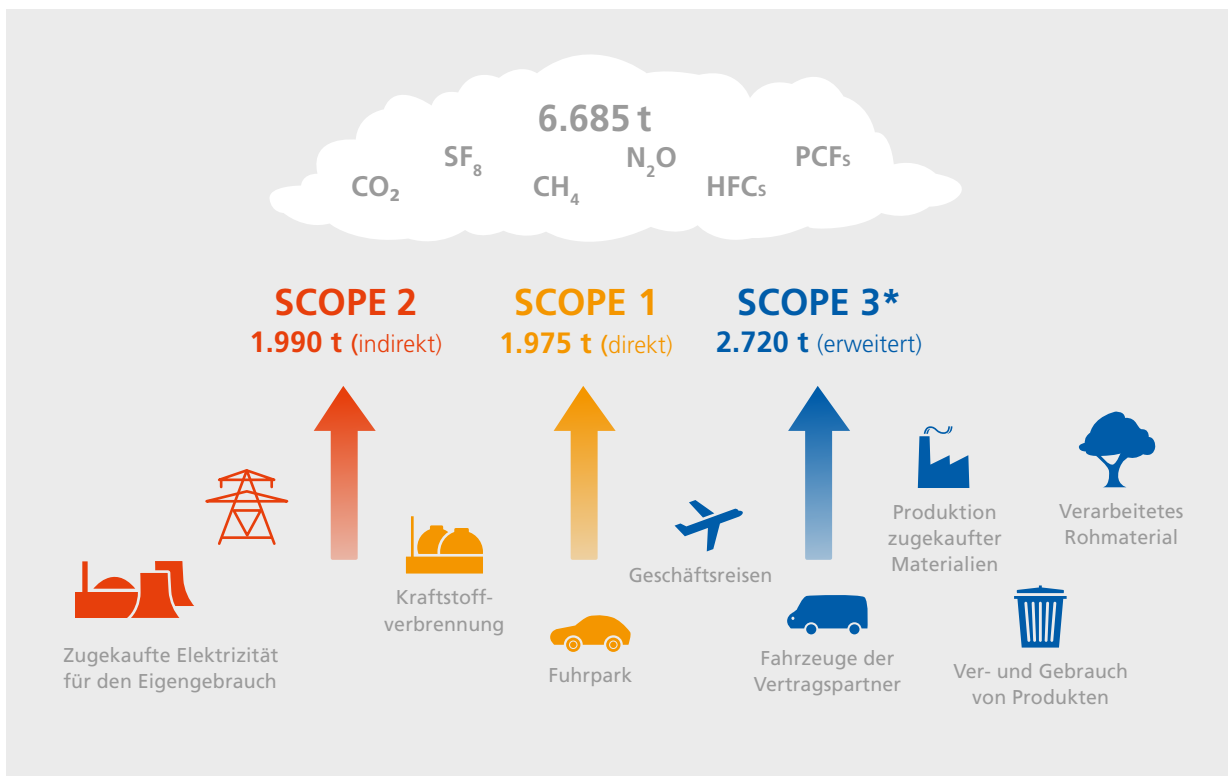 6.685 t
CO₂ SF₈ CH₄ N₂O HFCs PCFs
SCOPE 2
1.990 t (indirekt)
SCOPE 1
1.975 t (direkt)
SCOPE 3*
2.720 t (erweitert)
Zugekaufte Elektrizität
für den Eigengebrauch
Kraftstoff-
verbrennung
Fuhrpark
Geschäftsreisen
Fahrzeuge der
Vertragspartner
Produktion
zugekaufter
Materialien
Verarbeitetes
Rohmaterial
Ver- und Gebrauch
von Produkten